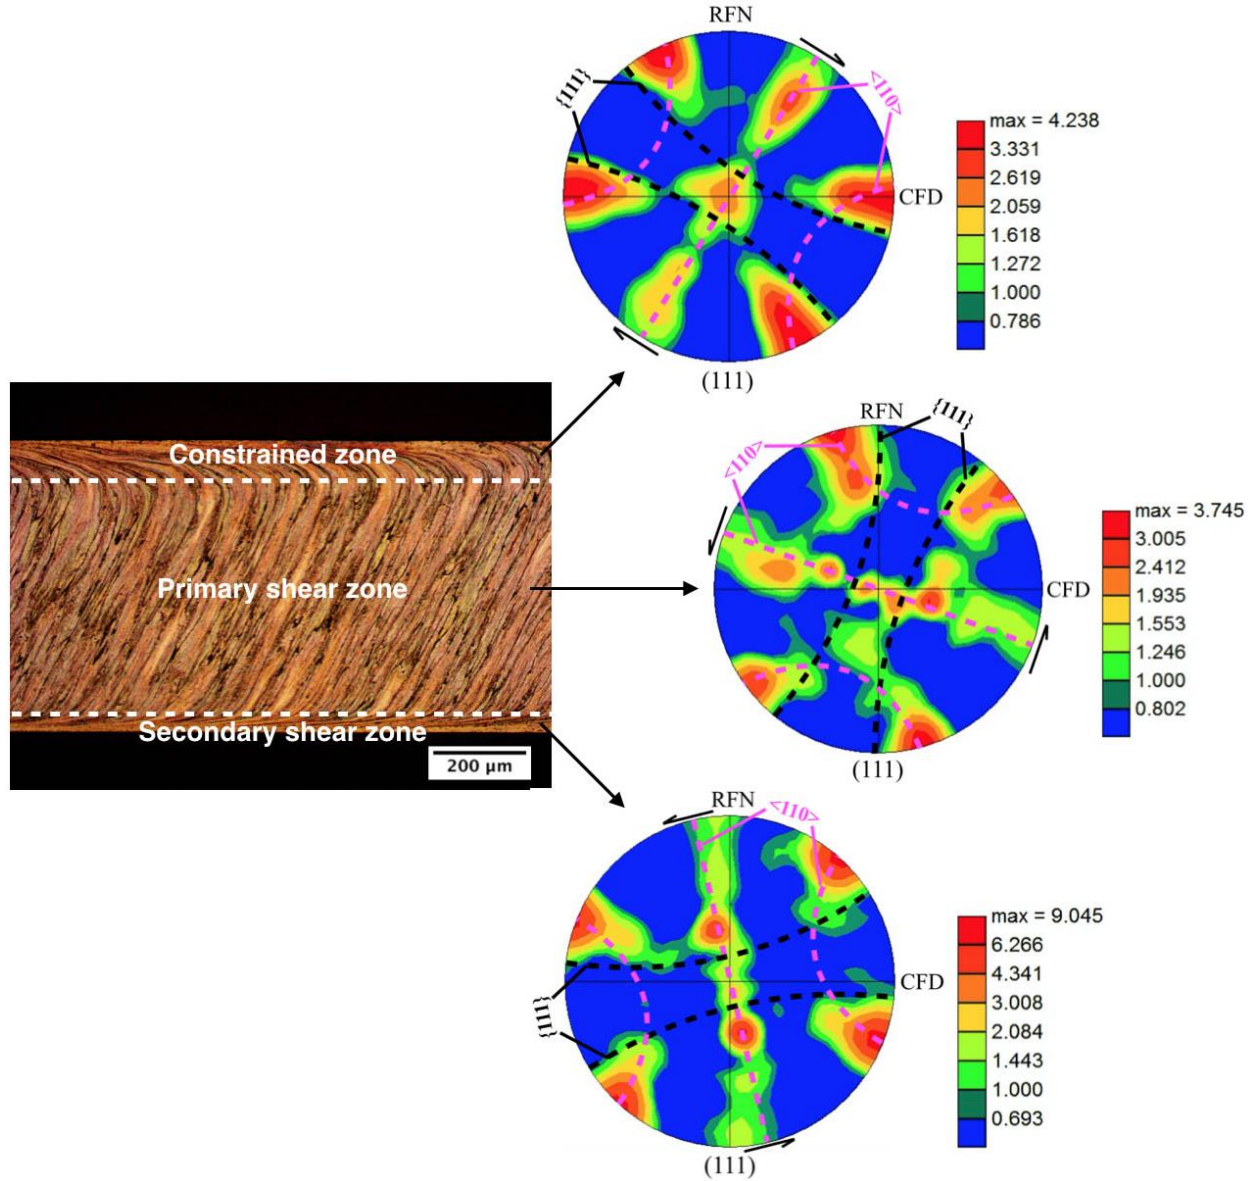 RFN
{111}
<110>
CFD
(111)
max = 4.238
3.331
2.619
2.059
1.618
1.272
1.000
0.786
Constrained zone
Primary shear zone
Secondary shear zone
200 µm
RFN
{111}
<110>
<110>
CFD
(111)
max = 3.745
3.005
2.412
1.935
1.553
1.246
1.000
0.802
RFN
<110>
{111}
CFD
(111)
max = 9.045
6.266
4.341
3.008
2.084
1.443
1.000
0.693